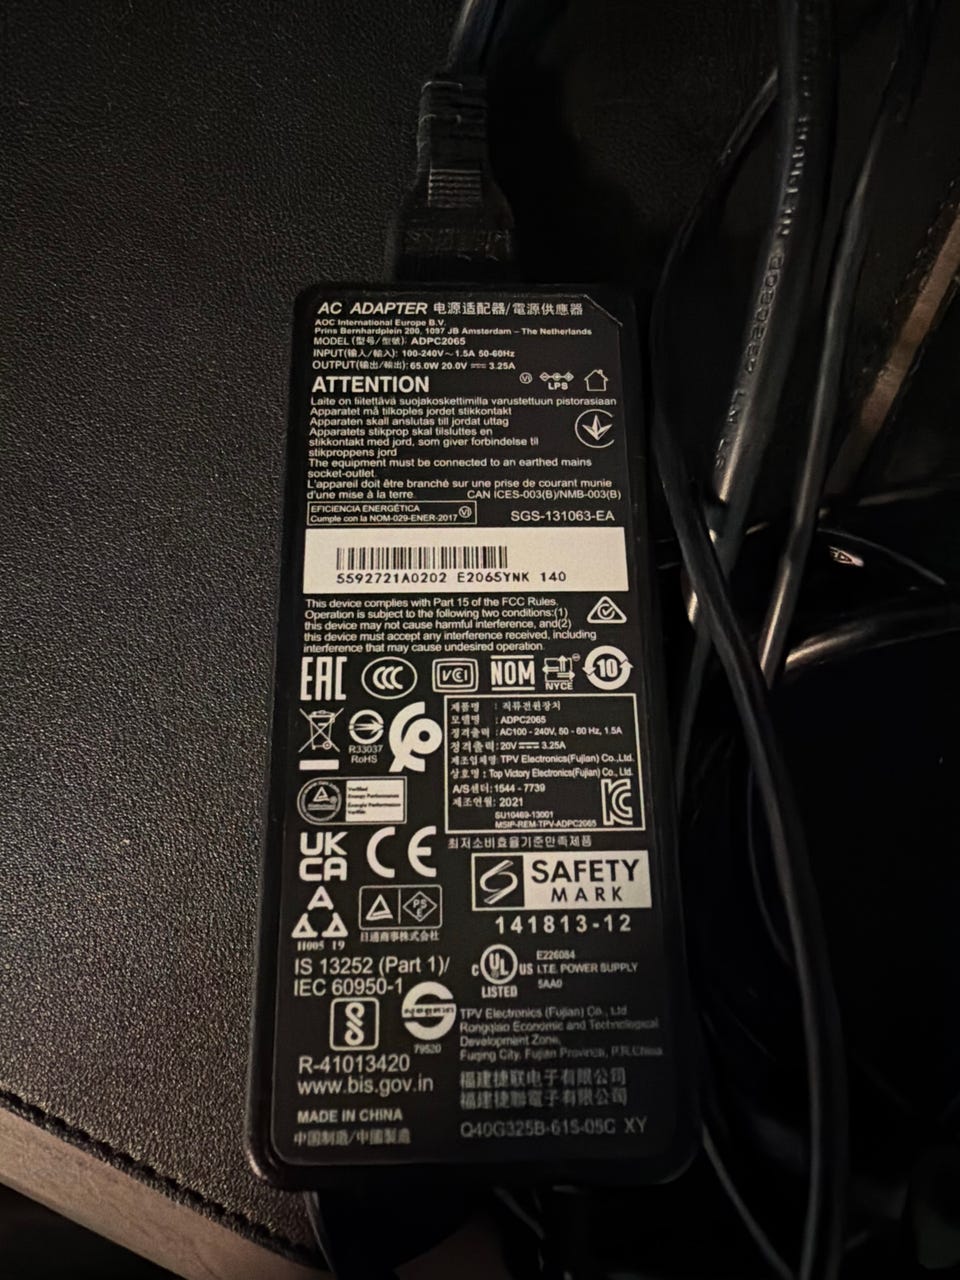 AC ADAPTER 电源适配器/電源供應器
AOC International Europe B.V.
Prins Bernhardplein 200, 1097 JB Amsterdam – The Netherlands
MODEL (型号/型號): ADPC2065
INPUT(输入/輸入): 100-240V～1.5A 50-60Hz
OUTPUT(输出/輸出): 65.0W 20.0V ⎓ 3.25A
ATTENTION
VI
LPS
Laite on liitettävä suojakoskettimilla varustettuun pistorasiaan
Apparatet må tilkoples jordet stikkontakt
Apparaten skall anslutas till jordat uttag
Apparatets stikprop skal tilsluttes en
stikkontakt med jord, som giver forbindelse til
stikproppens jord
The equipment must be connected to an earthed mains
socket-outlet.
L'appareil doit être branché sur une prise de courant munie
d'une mise à la terre.
CAN ICES-003(B)/NMB-003(B)
EFICIENCIA ENERGÉTICA
Cumple con la NOM-029-ENER-2017 VI
SGS-131063-EA
5592721A0202 E2065YNK 140
This device complies with Part 15 of the FCC Rules.
Operation is subject to the following two conditions:(1)
this device may not cause harmful interference, and(2)
this device must accept any interference received, including
interference that may cause undesired operation.
EAC CCC VCI NOM NYCE 10
R33037
RoHS
제품명 : 직류전원장치
모델명 : ADPC2065
정격출력 : AC100 - 240V, 50 - 60 Hz, 1.5A
정격출력 : 20V ⎓ 3.25A
제조업체명 TPV Electronics(Fujian) Co.,Ltd.
상호명 : Top Victory Electronics(Fujian) Co., Ltd.
A/S센터: 1544 - 7739
제조연월: 2021
SU10469-13001
MSIP-REM-TPV-ADPC2065
최저소비효율기준만족제품
Verified
Energy Performance
Énergie Performance
UK
CA
CE
SAFETY
MARK
141813-12
PS
E
日通商事株式会社
II005 19
IS 13252 (Part 1)/
IEC 60950-1
C UL US
LISTED
E226084
I.T.E. POWER SUPPLY
5AA0
79520
R-41013420
www.bis.gov.in
TPV Electronics (Fujian) Co., Ltd
Rongqiao Economic and Technological
Development Zone,
Fuqing City, Fujian Province, P.R.China
福建捷联电子有限公司
福建捷聯電子有限公司
MADE IN CHINA
中国制造/中國製造
Q40G325B-615-05C XY